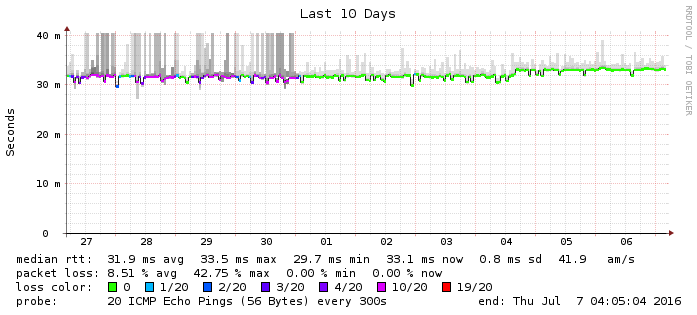 Last 10 Days
RRDTOOL / TOBI OETIKER
Seconds
40 m
30 m
20 m
10 m
0
27 28 29 30 01 02 03 04 05 06
median rtt: 31.9 ms avg 33.5 ms max 29.7 ms min 33.1 ms now 0.8 ms sd 41.9 am/s
packet loss: 8.51 % avg 42.75 % max 0.00 % min 0.00 % now
loss color: 0 1/20 2/20 3/20 4/20 10/20 19/20
probe: 20 ICMP Echo Pings (56 Bytes) every 300s end: Thu Jul 7 04:05:04 2016